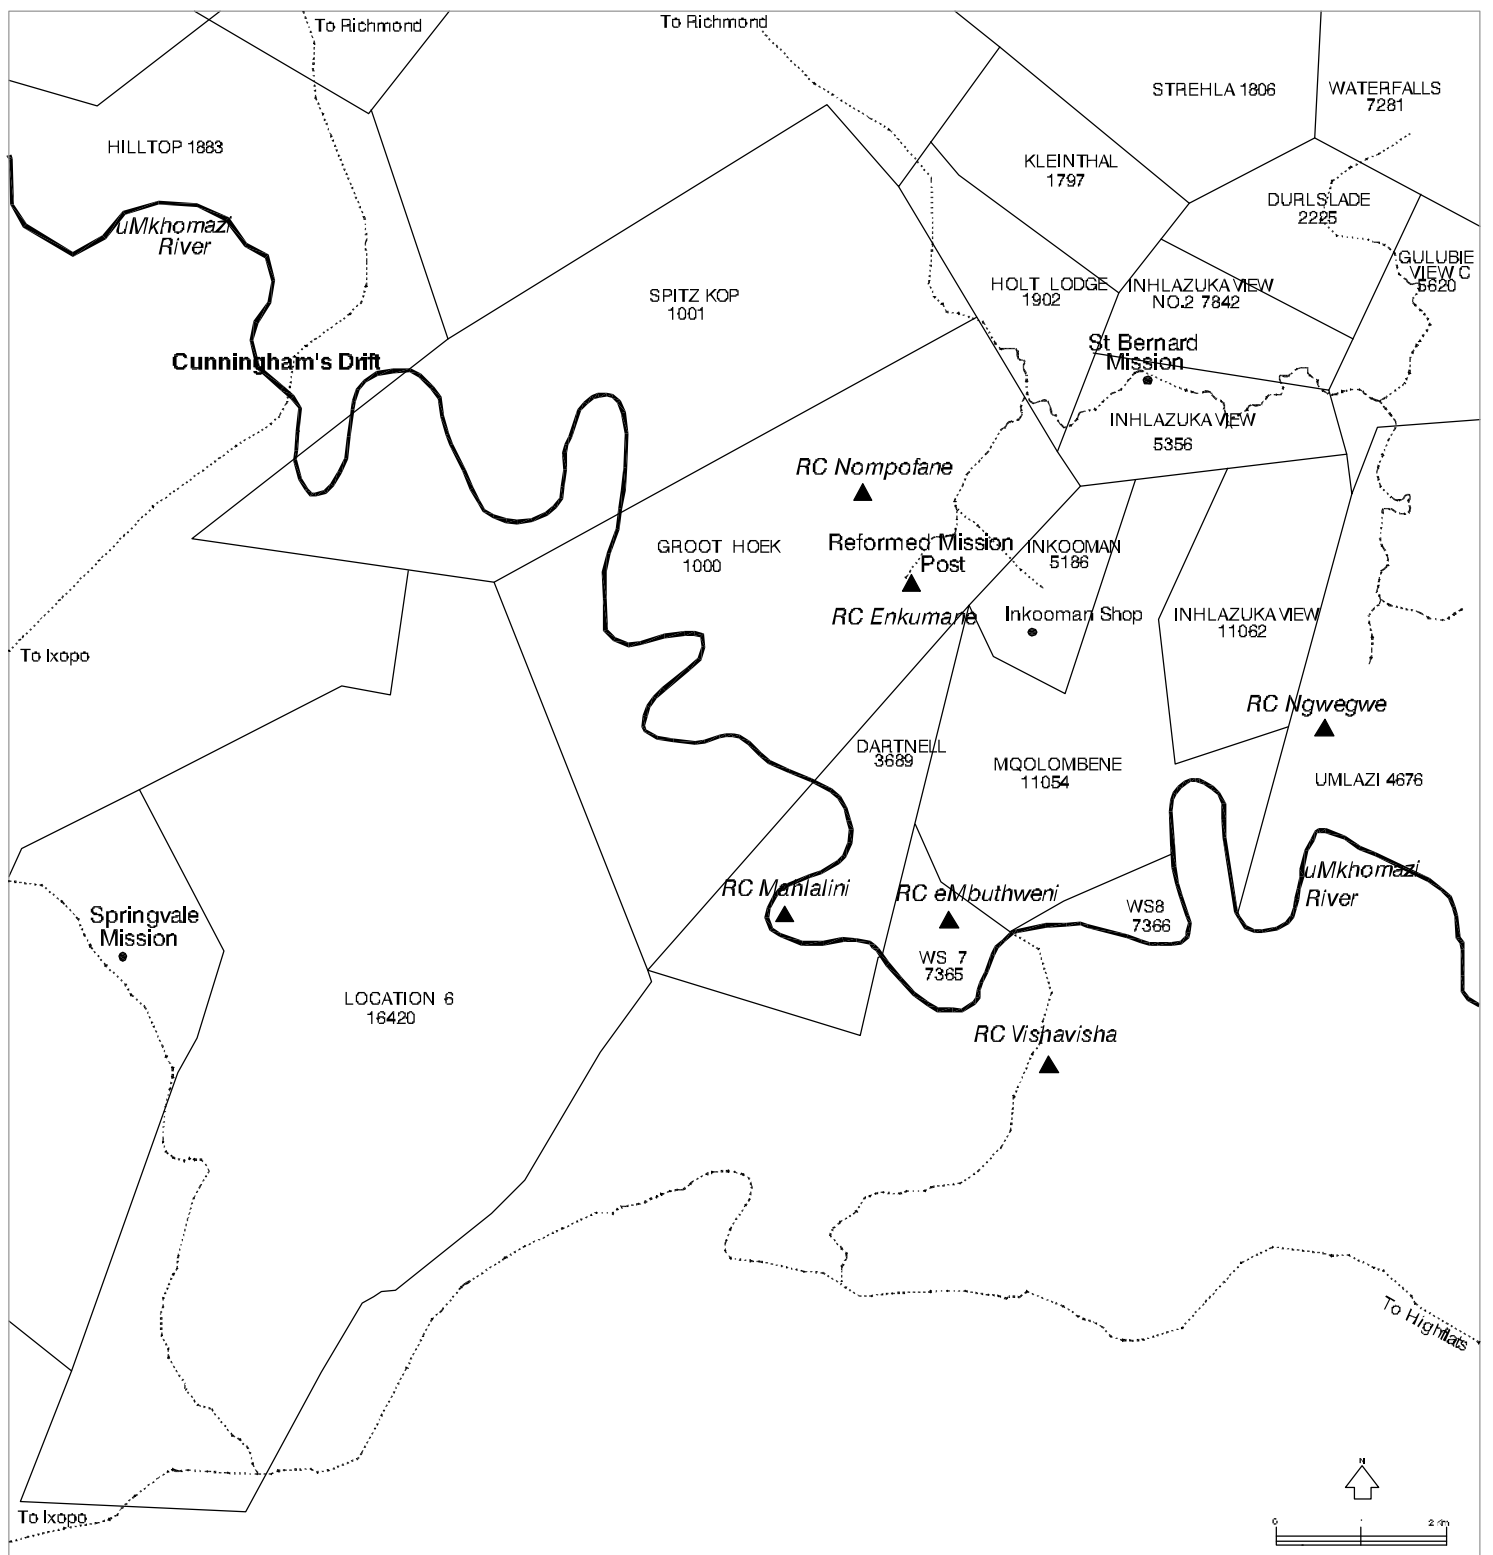 To Richmond
To Richmond
STREHLA 1806
WATERFALLS
7281
HILLTOP 1883
KLEINTHAL
1797
DURLSLADE
2225
uMkhomazi
River
GULUBIE
VIEW C
5620
SPITZ KOP
1001
HOLT LODGE
1902
INHLAZUKA VIEW
NO.2 7842
St Bernard
Mission
Cunningham's Drift
INHLAZUKA VIEW
5356
RC Nompofane
GROOT HOEK
1000
Reformed Mission
Post
INKOOMAN
5186
RC Enkumane
Inkooman Shop
INHLAZUKA VIEW
11062
To Ixopo
RC Ngwegwe
DARTNELL
3689
MQOLOMBENE
11054
UMLAZI 4676
uMkhomazi
River
RC Mahlalini
RC eMbuthweni
WS8
7366
Springvale
Mission
WS 7
7365
LOCATION 6
16420
RC Vishavisha
To Highflats
To Ixopo
N
0
2 km